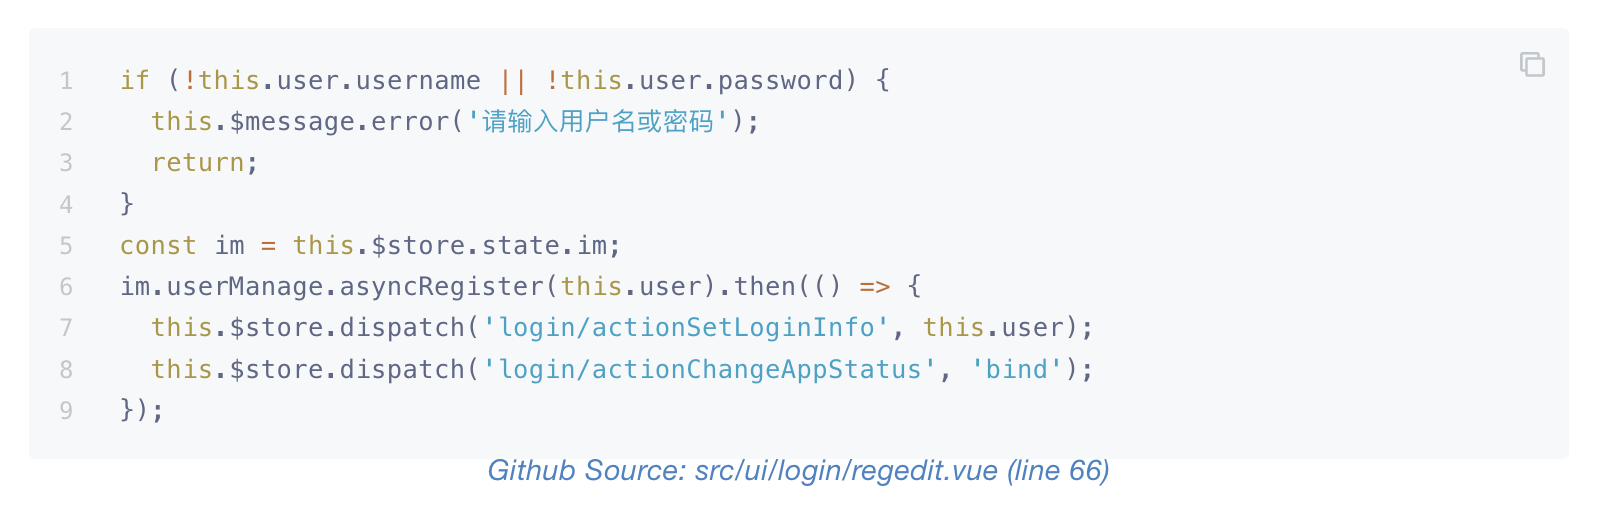 1 if (!this.user.username || !this.user.password) {
2   this.$message.error('请输入用户名或密码');
3   return;
4 }
5 const im = this.$store.state.im;
6 im.userManage.asyncRegister(this.user).then(() => {
7   this.$store.dispatch('login/actionSetLoginInfo', this.user);
8   this.$store.dispatch('login/actionChangeAppStatus', 'bind');
9 });
Github Source: src/ui/login/regedit.vue (line 66)